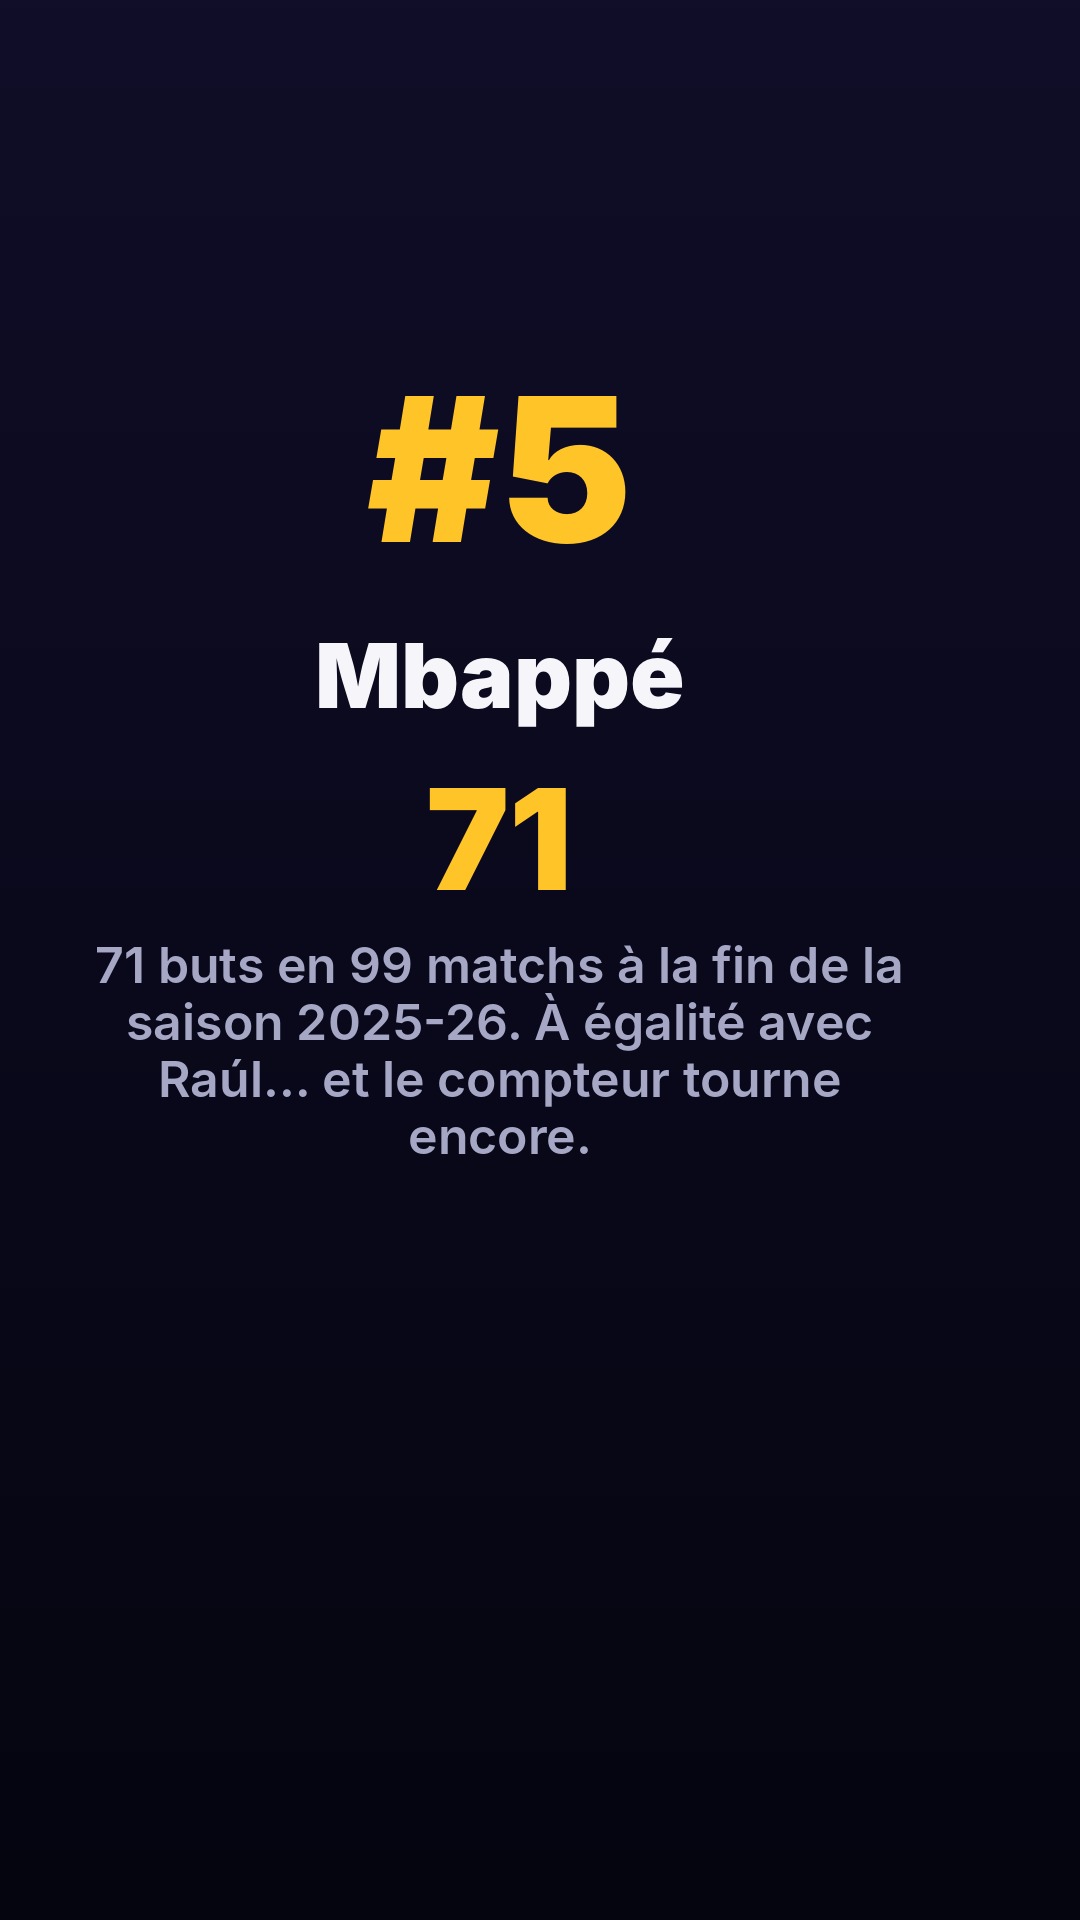 #5
Mbappé
71
71 buts en 99 matchs à la fin de la
saison 2025-26. À égalité avec
Raúl... et le compteur tourne
encore.